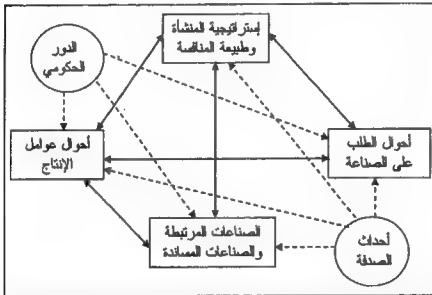 إستراتيجية المنشأة
وطبيعة المنافسة
الدور
الحكومي
أحوال الطلب
على الصناعة
أحوال عوامل
الإنتاج
الصناعات المرتبطة
والصناعات المساندة
أحداث
الصدفة